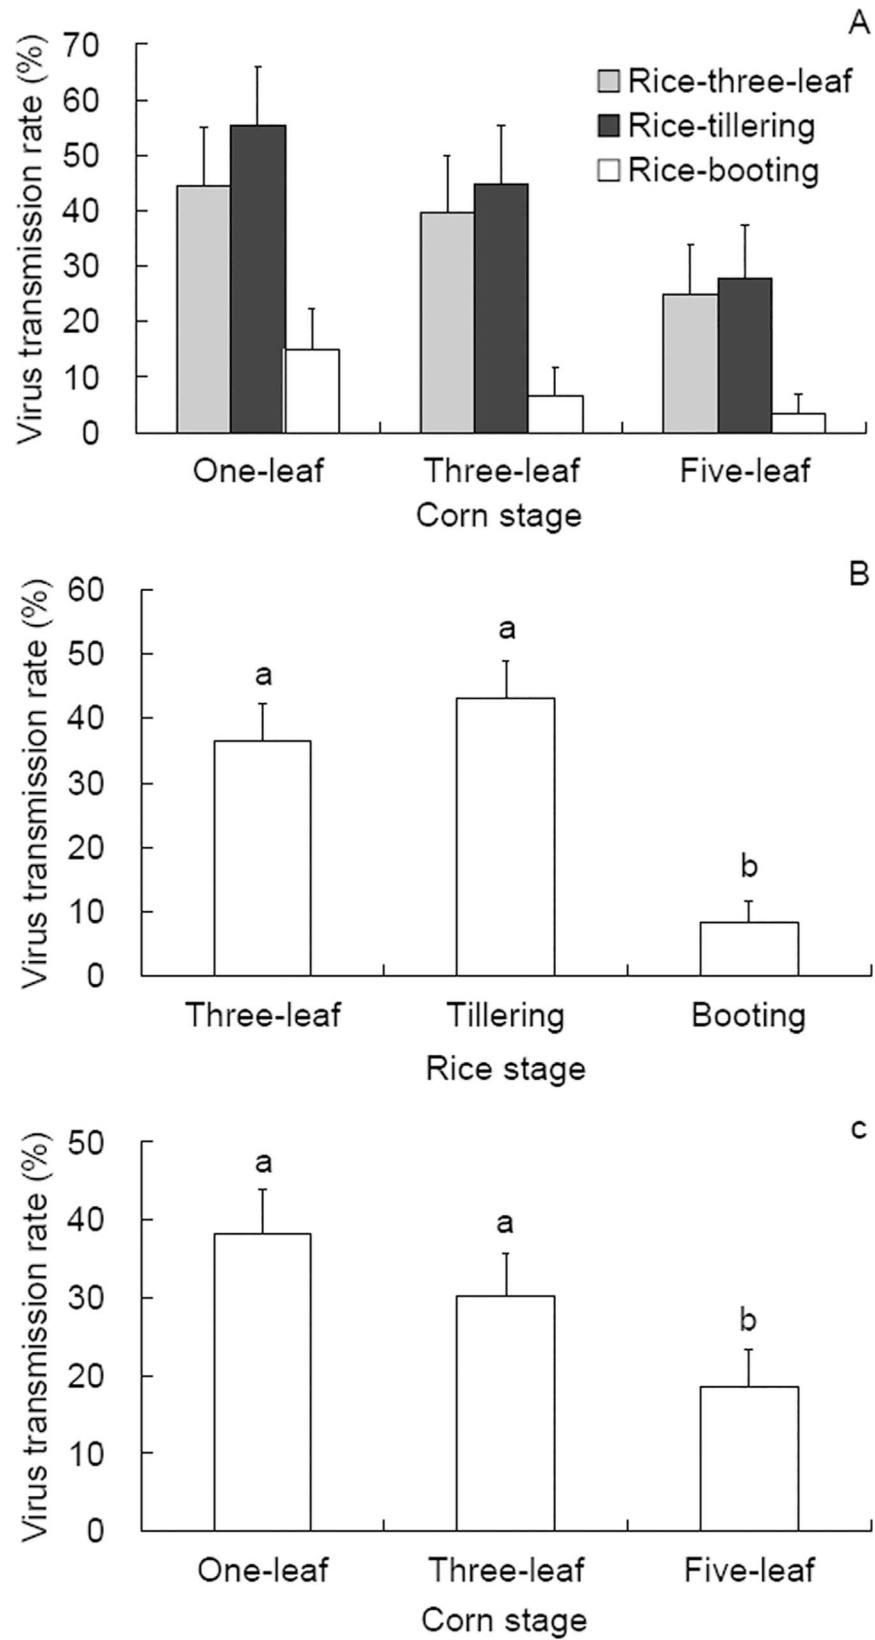 A
Virus transmission rate (%)
70
60
50
40
30
20
10
0
Rice-three-leaf
Rice-tillering
Rice-booting
One-leaf Three-leaf Five-leaf
Corn stage
B
Virus transmission rate (%)
60
50
40
30
20
10
0
a
a
b
Three-leaf Tillering Booting
Rice stage
c
Virus transmission rate (%)
50
40
30
20
10
0
a
a
b
One-leaf Three-leaf Five-leaf
Corn stage